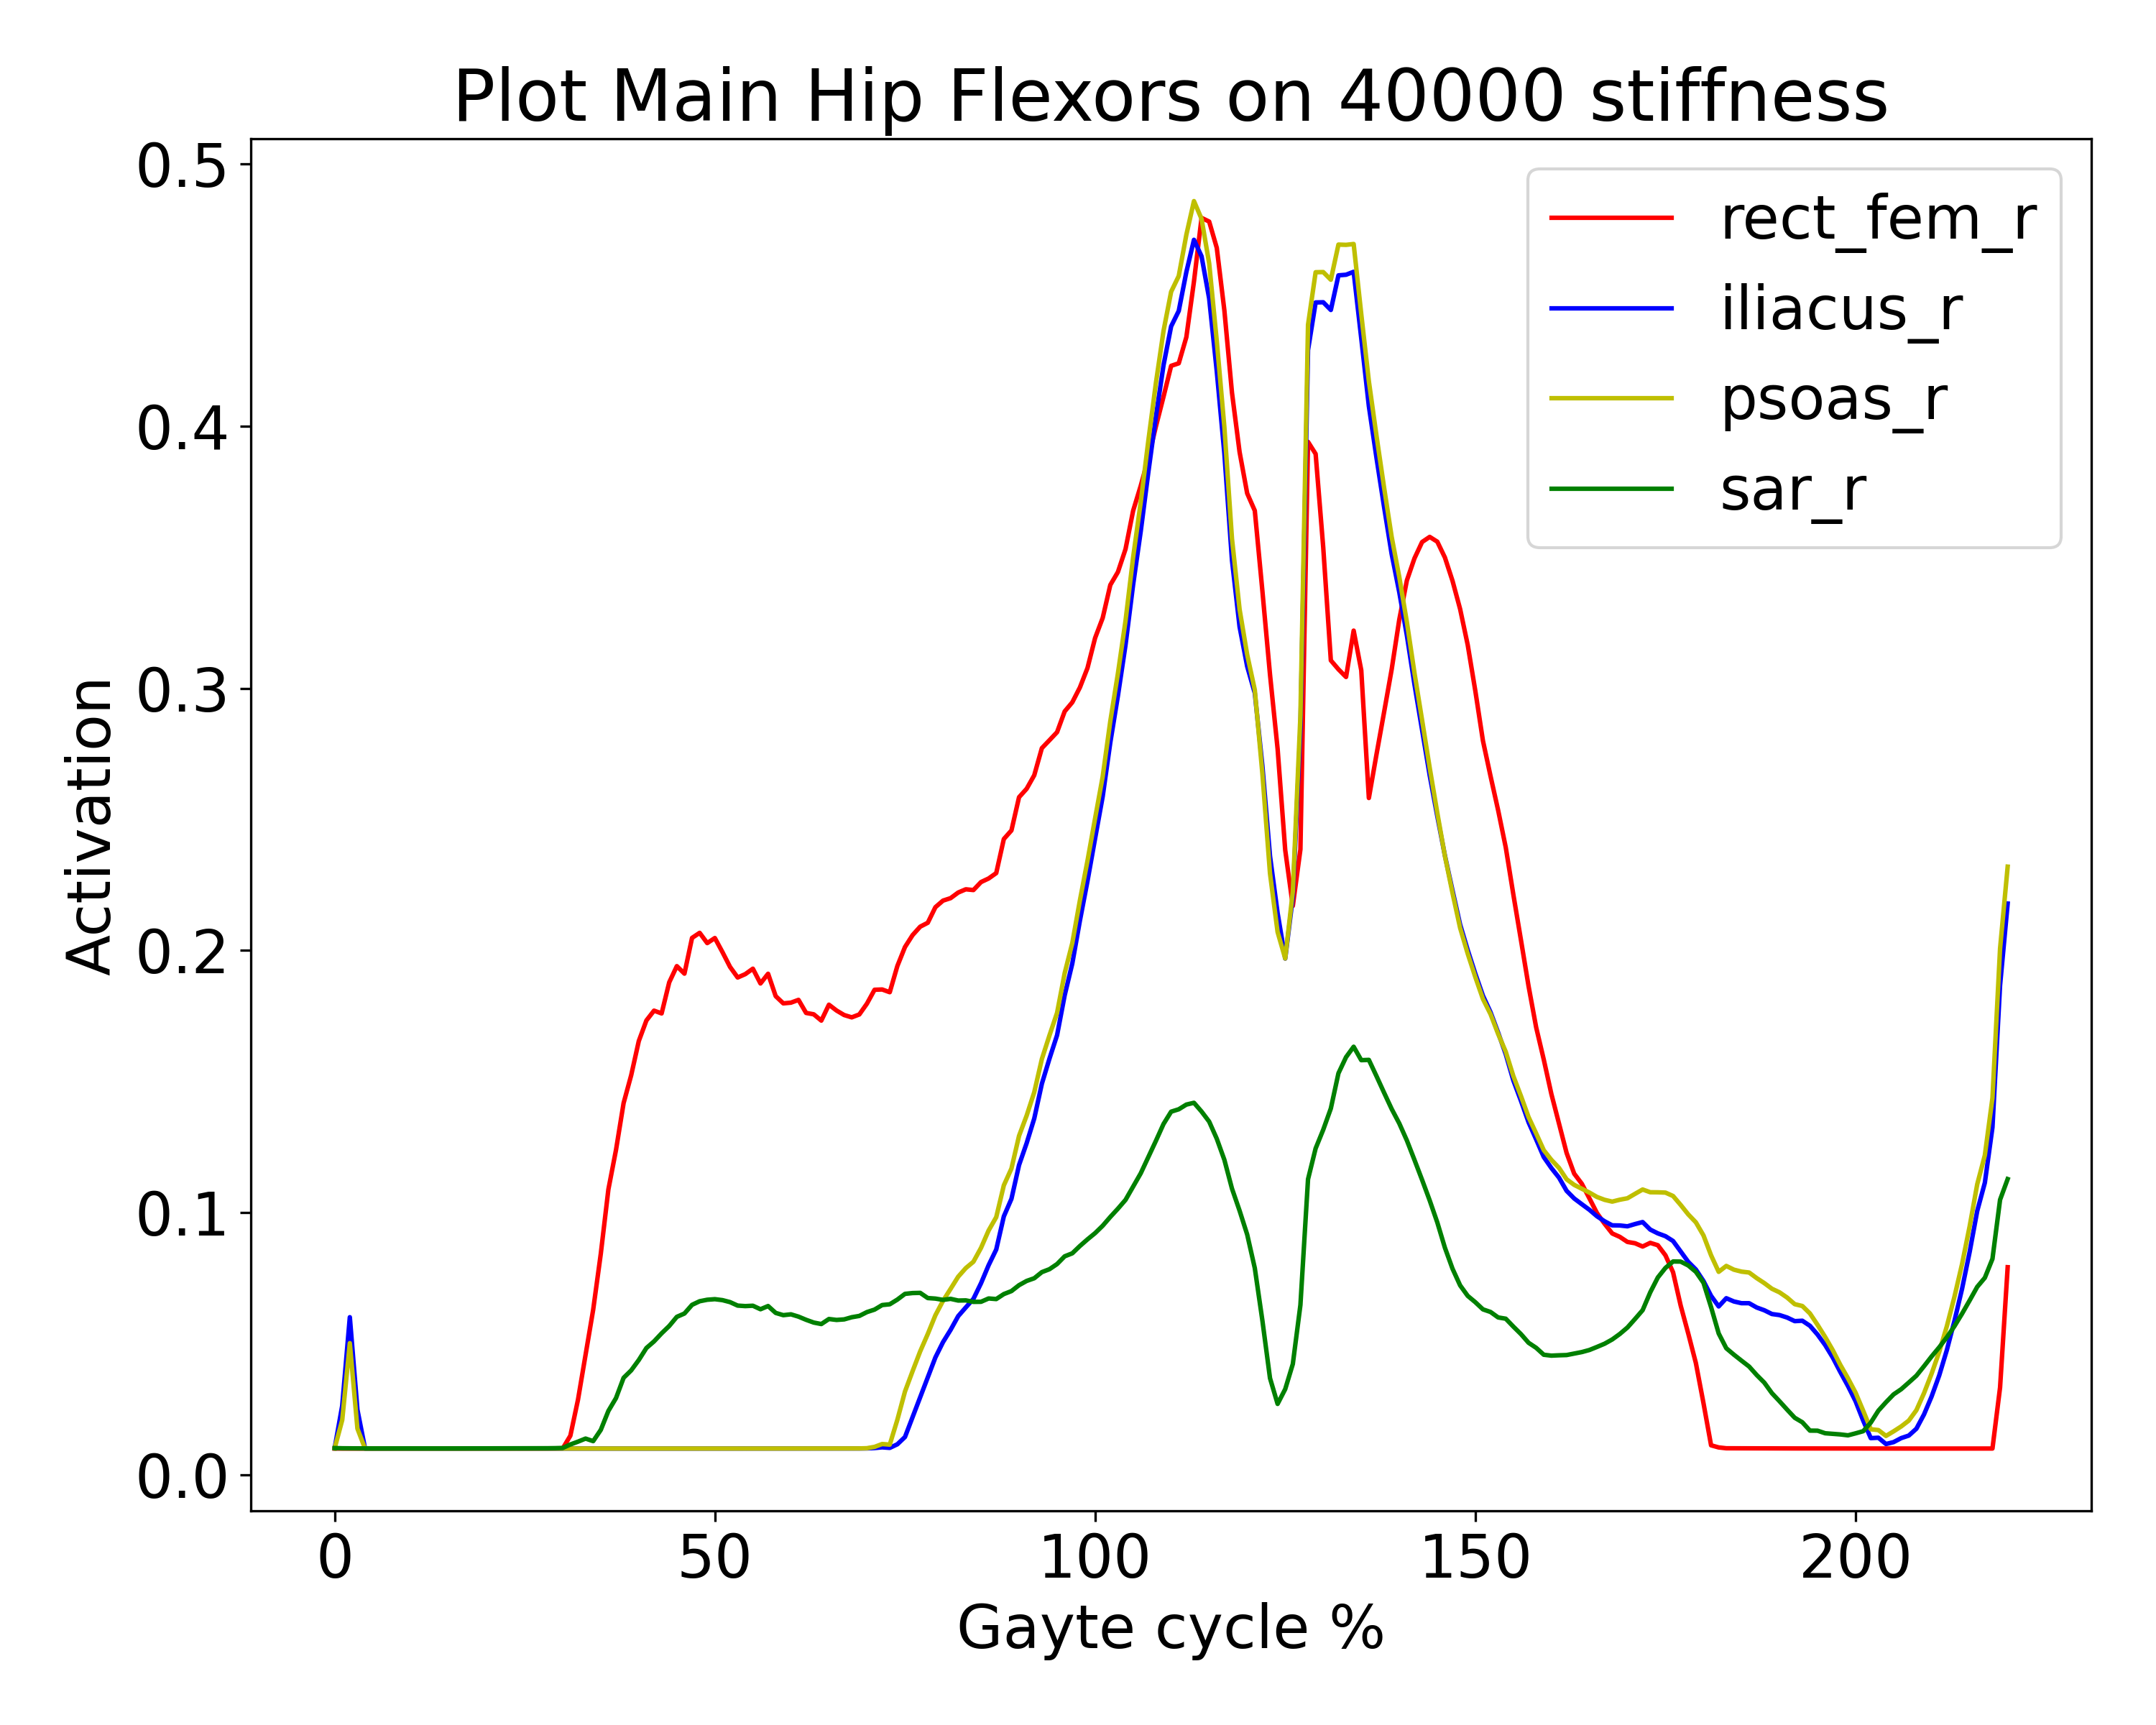 Plot Main Hip Flexors on 40000 stiffness
0.5
0.4
0.3
0.2
0.1
0.0
Activation
rect_fem_r
iliacus_r
psoas_r
sar_r
0 50 100 150 200
Gayte cycle %